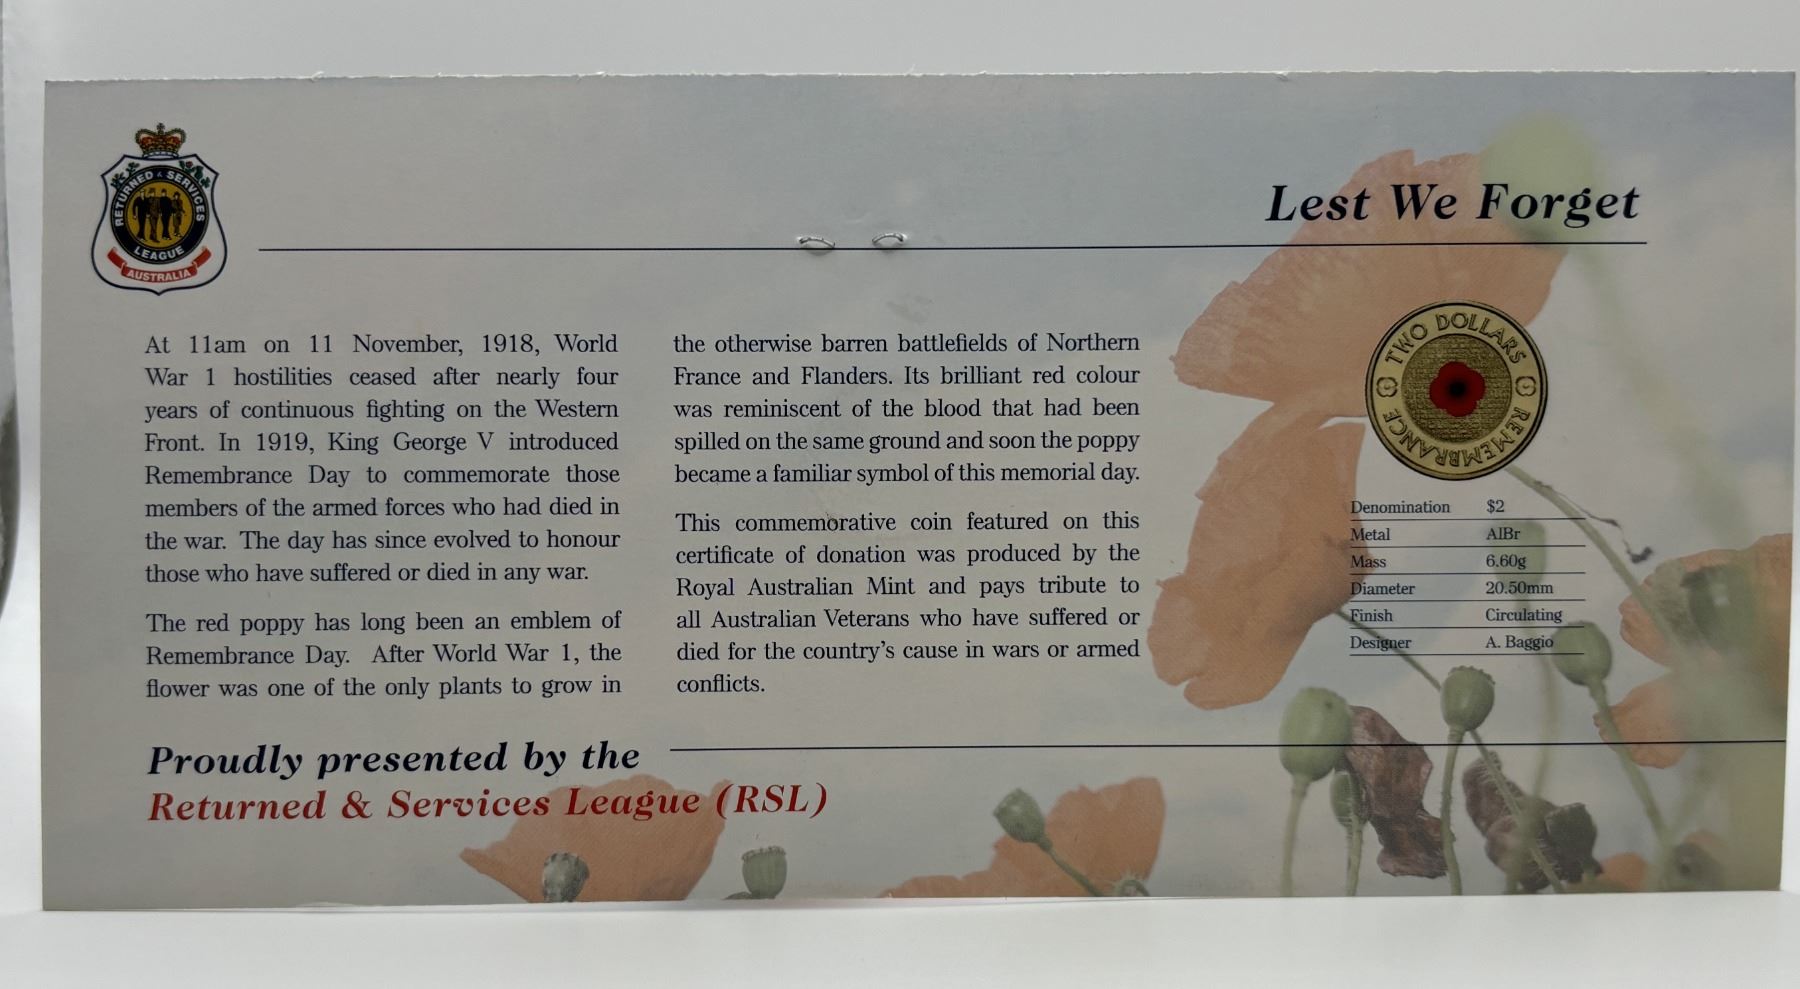 RETURNED & SERVICES
LEAGUE
AUSTRALIA
Lest We Forget
At 11am on 11 November, 1918, World
War 1 hostilities ceased after nearly four
years of continuous fighting on the Western
Front. In 1919, King George V introduced
Remembrance Day to commemorate those
members of the armed forces who had died in
the war. The day has since evolved to honour
those who have suffered or died in any war.
The red poppy has long been an emblem of
Remembrance Day. After World War 1, the
flower was one of the only plants to grow in
the otherwise barren battlefields of Northern
France and Flanders. Its brilliant red colour
was reminiscent of the blood that had been
spilled on the same ground and soon the poppy
became a familiar symbol of this memorial day.
This commemorative coin featured on this
certificate of donation was produced by the
Royal Australian Mint and pays tribute to
all Australian Veterans who have suffered or
died for the country's cause in wars or armed
conflicts.
TWO DOLLARS
REMEMBRANCE
Denomination $2
Metal AlBr
Mass 6.60g
Diameter 20.50mm
Finish Circulating
Designer A. Baggio
Proudly presented by the
Returned & Services League (RSL)